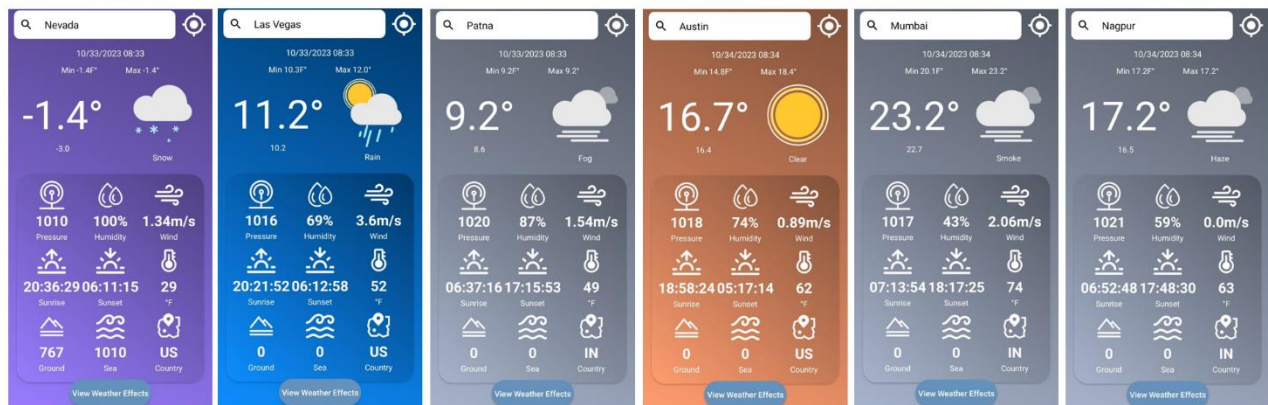 Nevada
10/33/2023 08:33
Min -1.4F° Max -1.4°
-1.4°
-3.0
Snow
1010 100% 1.34m/s
Pressure Humidity Wind
20:36:29 06:11:15 29
Sunrise Sunset °F
767 1010 US
Ground Sea Country
View Weather Effects
Las Vegas
10/33/2023 08:33
Min 10.3F° Max 12.0°
11.2°
10.2
Rain
1016 69% 3.6m/s
Pressure Humidity Wind
20:21:52 06:12:58 52
Sunrise Sunset °F
0 0 US
Ground Sea Country
View Weather Effects
Patna
10/33/2023 08:33
Min 9.2F° Max 9.2°
9.2°
8.6
Fog
1020 87% 1.54m/s
Pressure Humidity Wind
06:37:16 17:15:53 49
Sunrise Sunset °F
0 0 IN
Ground Sea Country
View Weather Effects
Austin
10/34/2023 08:34
Min 14.8F° Max 18.4°
16.7°
16.4
Clear
1018 74% 0.89m/s
Pressure Humidity Wind
18:58:24 05:17:14 62
Sunrise Sunset °F
0 0 US
Ground Sea Country
View Weather Effects
Mumbai
10/34/2023 08:34
Min 20.1F° Max 23.2°
23.2°
22.7
Smoke
1017 43% 2.06m/s
Pressure Humidity Wind
07:13:54 18:17:25 74
Sunrise Sunset °F
0 0 IN
Ground Sea Country
View Weather Effects
Nagpur
10/34/2023 08:34
Min 17.2F° Max 17.2°
17.2°
16.5
Haze
1021 59% 0.0m/s
Pressure Humidity Wind
06:52:48 17:48:30 63
Sunrise Sunset °F
0 0 IN
Ground Sea Country
View Weather Effects